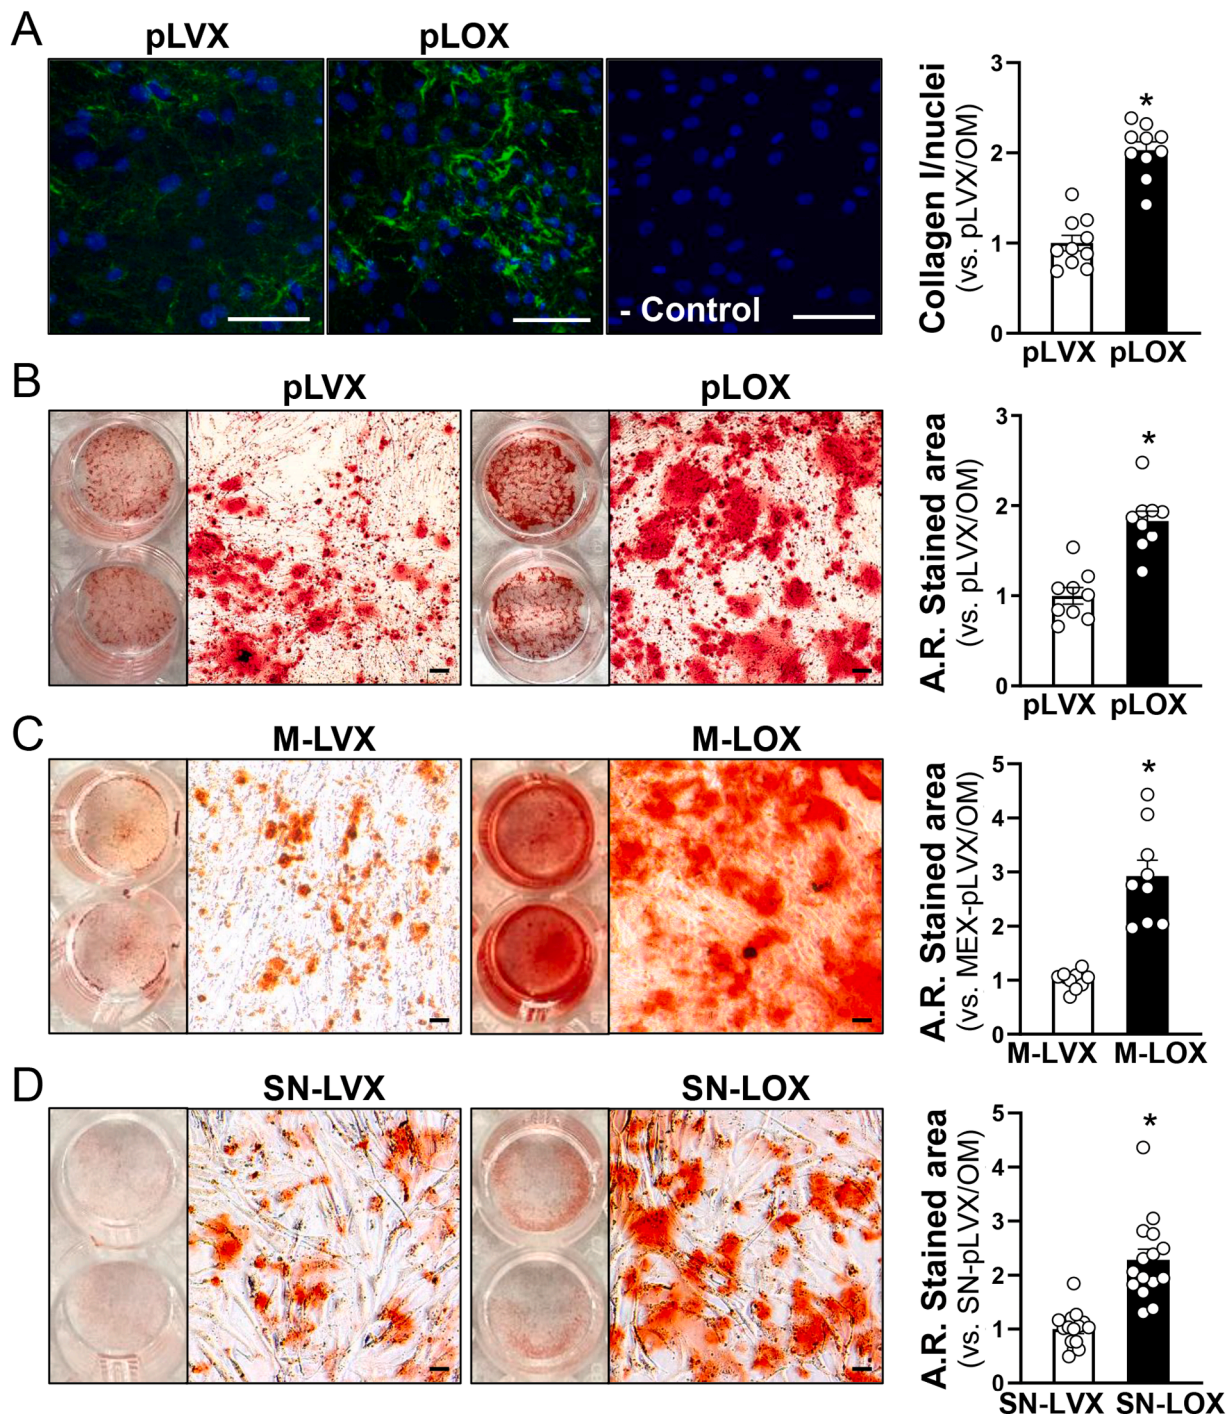 A
pLVX pLOX
- Control
Collagen I/nuclei
(vs. pLVX/OM)
3
2
1
0
*
pLVX pLOX
B
pLVX pLOX
A.R. Stained area
(vs. pLVX/OM)
3
2
1
0
*
pLVX pLOX
C
M-LVX M-LOX
A.R. Stained area
(vs. MEX-pLVX/OM)
5
4
3
2
1
0
*
M-LVX M-LOX
D
SN-LVX SN-LOX
A.R. Stained area
(vs. SN-pLVX/OM)
5
4
3
2
1
0
*
SN-LVX SN-LOX